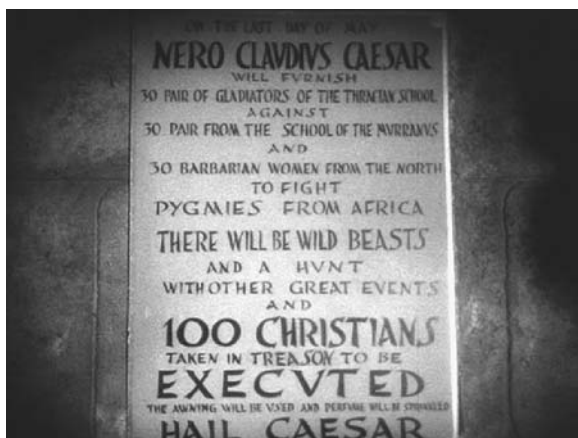 ON THE LAST DAY OF MAY
NERO CLAVDIVS CAESAR
WILL FVRNISH
30 PAIR OF GLADIATORS OF THE THRACIAN SCHOOL
AGAINST
30 PAIR FROM THE SCHOOL OF THE MVRRANVS
AND
30 BARBARIAN WOMEN FROM THE NORTH
TO FIGHT
PYGMIES FROM AFRICA
THERE WILL BE WILD BEASTS
AND A HVNT
WITH OTHER GREAT EVENTS
AND
100 CHRISTIANS
TAKEN IN TREASON TO BE
EXECVTED
THE AWNING WILL BE VSED AND PERFVME WILL BE SPRINKLED
HAIL CAESAR